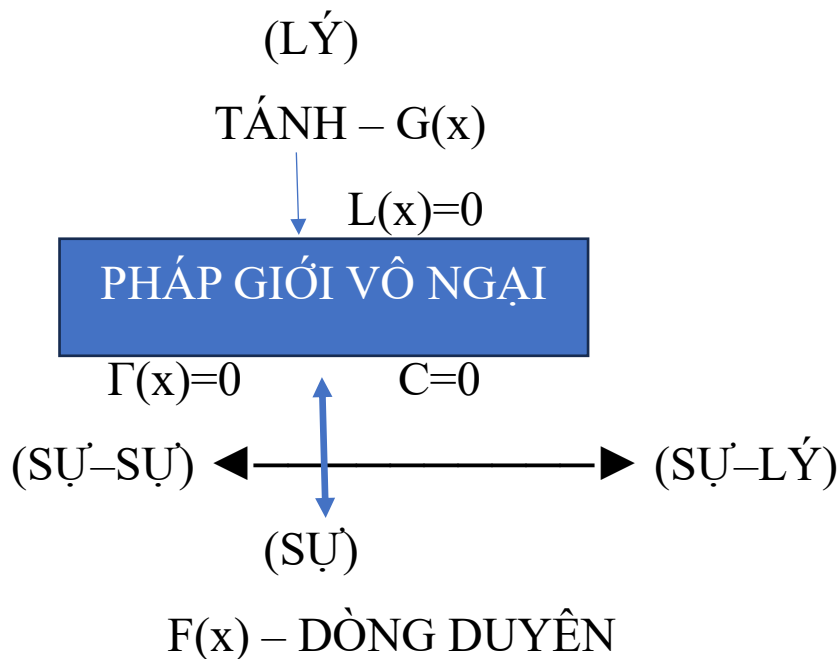 (LÝ)
TÁNH – G(x)
L(x)=0
PHÁP GIỚI VÔ NGẠI
Γ(x)=0 C=0
(SỰ–SỰ) (SỰ–LÝ)
(SỰ)
F(x) – DÒNG DUYÊN